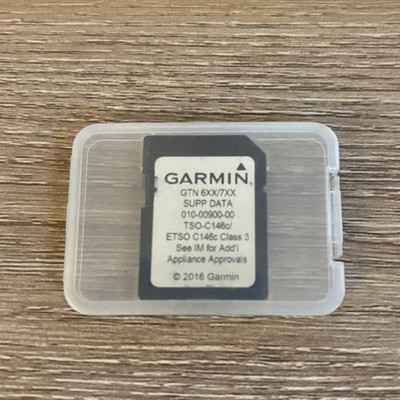 GARMIN
GTN 6XX/7XX
SUPP DATA
010-00900-00
TSO-C146c/
ETSO C146c Class 3
See IM for Add'l
Appliance Approvals
© 2016 Garmin